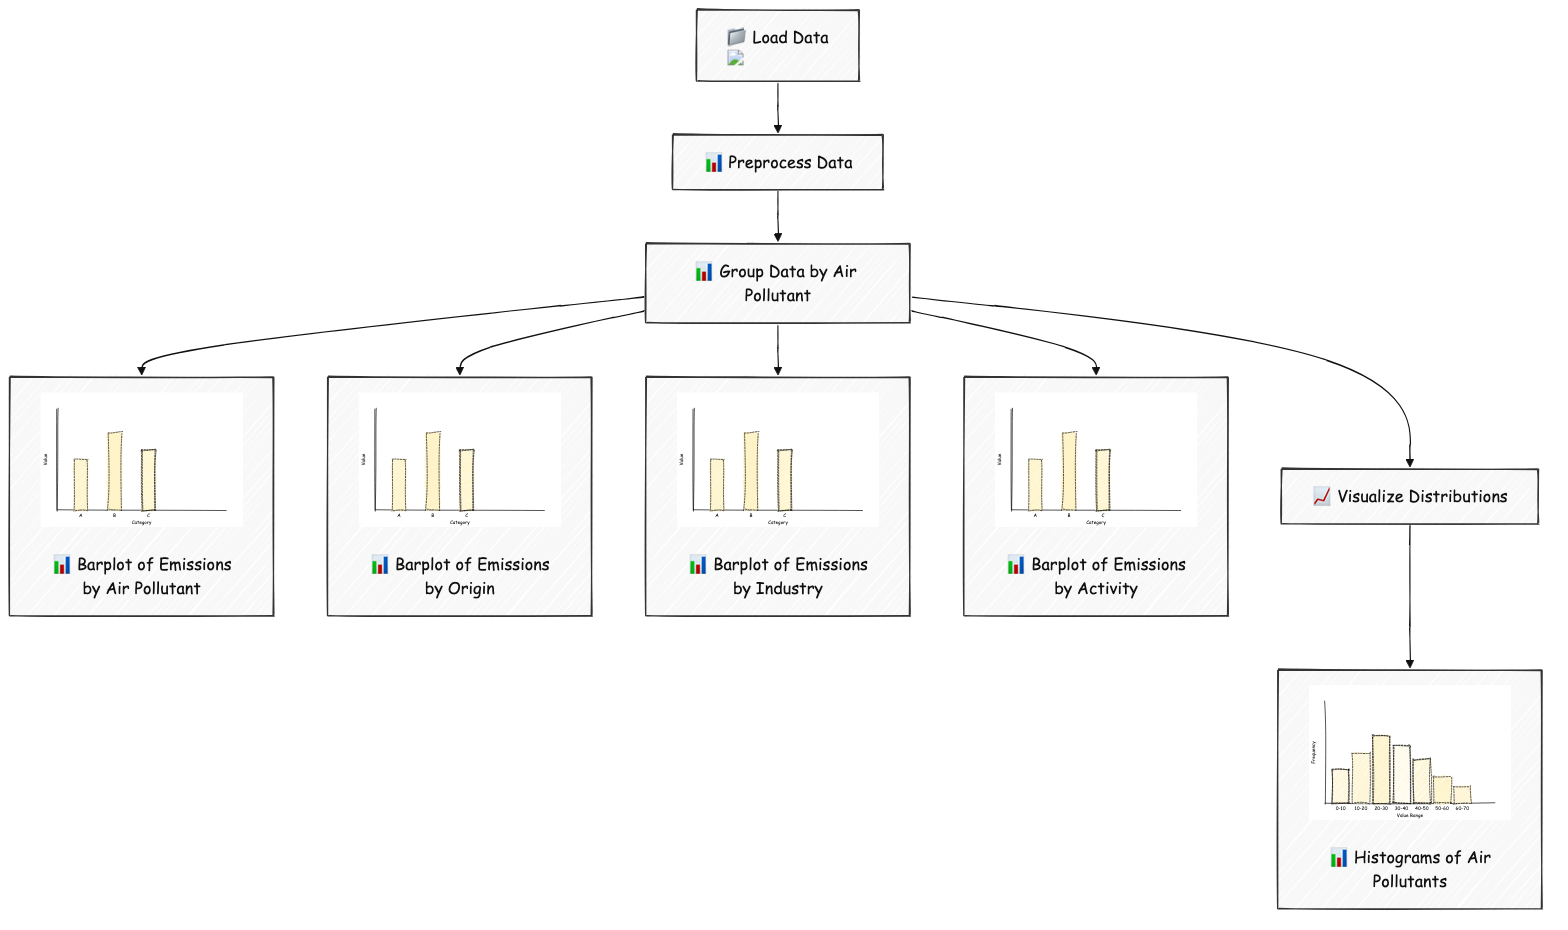 Load Data
Preprocess Data
Group Data by Air
Pollutant
Value
A B C
Category
Barplot of Emissions
by Air Pollutant
Value
A B C
Category
Barplot of Emissions
by Origin
Value
A B C
Category
Barplot of Emissions
by Industry
Value
A B C
Category
Barplot of Emissions
by Activity
Visualize Distributions
Frequency
0-10 10-20 20-30 30-40 40-50 50-60 60-70
Value Range
Histograms of Air
Pollutants